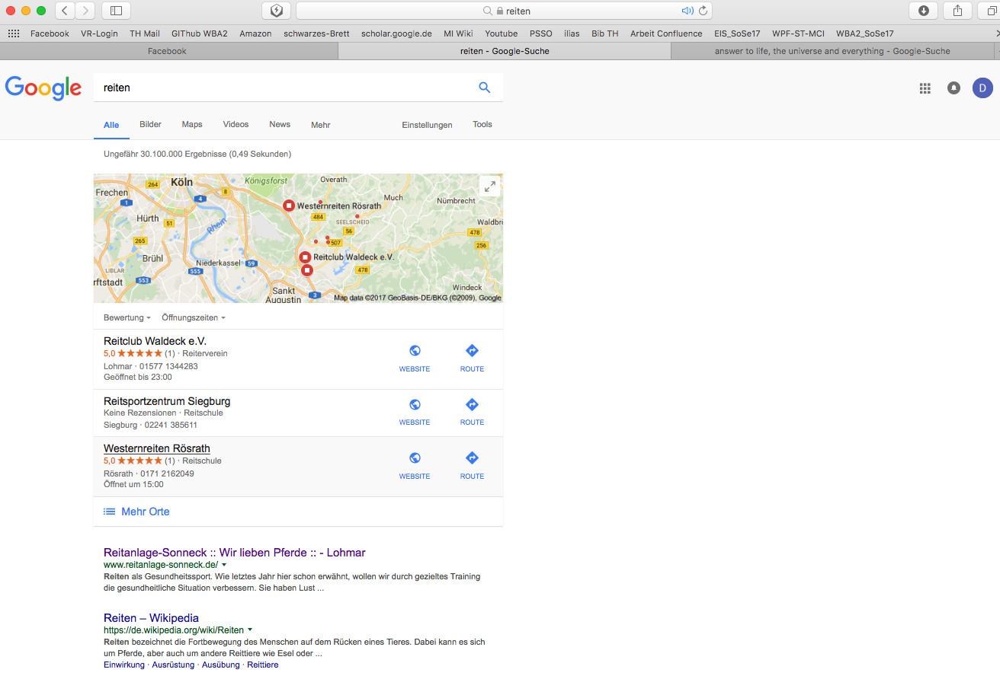 reiten
Facebook VR-Login TH Mail GIThub WBA2 Amazon schwarzes-Brett scholar.google.de MI Wiki Youtube PSSO ilias Bib TH Arbeit Confluence EIS_SoSe17 WPF-ST-MCI WBA2_SoSe17
Facebook reiten - Google-Suche answer to life, the universe and everything - Google-Suche
Google reiten D
Alle Bilder Maps Videos News Mehr Einstellungen Tools
Ungefähr 30.100.000 Ergebnisse (0,49 Sekunden)
Overath
Köln
Königsforst
264
Frechen
8
4
1
Much
Nümbrecht
Westernreiten Rösrath
Hürth
484
SEELSCHEID
51
Rhein
Waldbrö
56
478
265
507
256
Brühl
Niederkassel
59
Reitclub Waldeck e.V.
LIBLAR
555
478
rftstadt
553
Windeck
Sankt
Augustin
3
Map data ©2017 GeoBasis-DE/BKG (©2009), Google
Bewertung Öffnungszeiten
Reitclub Waldeck e.V.
5,0 ★★★★★ (1) · Reiterverein
Lohmar · 01577 1344283
WEBSITE ROUTE
Geöffnet bis 23:00
Reitsportzentrum Siegburg
Keine Rezensionen · Reitschule
Siegburg · 02241 385611
WEBSITE ROUTE
Westernreiten Rösrath
5,0 ★★★★★ (1) · Reitschule
Rösrath · 0171 2162049
WEBSITE ROUTE
Öffnet um 15:00
Mehr Orte
Reitanlage-Sonneck :: Wir lieben Pferde :: - Lohmar
www.reitanlage-sonneck.de/
Reiten als Gesundheitssport. Wie letztes Jahr hier schon erwähnt, wollen wir durch gezieltes Training
die gesundheitliche Situation verbessern. Sie haben Lust ...
Reiten – Wikipedia
https://de.wikipedia.org/wiki/Reiten
Reiten bezeichnet die Fortbewegung des Menschen auf dem Rücken eines Tieres. Dabei kann es sich
um Pferde, aber auch um andere Reittiere wie Esel oder ...
Einwirkung · Ausrüstung · Ausübung · Reittiere